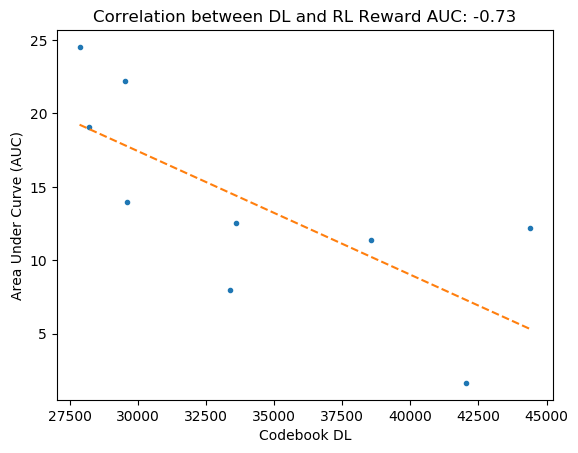 Correlation between DL and RL Reward AUC: -0.73
25
20
15
10
5
Area Under Curve (AUC)
27500 30000 32500 35000 37500 40000 42500 45000
Codebook DL